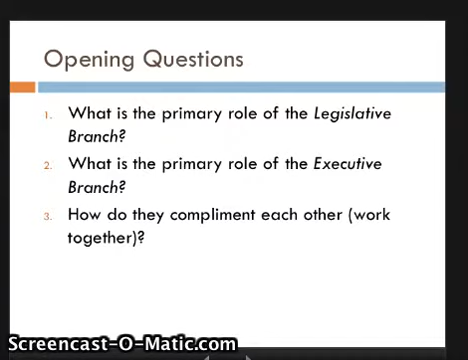 Opening Questions
1. What is the primary role of the Legislative
Branch?
2. What is the primary role of the Executive
Branch?
3. How do they compliment each other (work
together)?
Screencast-O-Matic.com